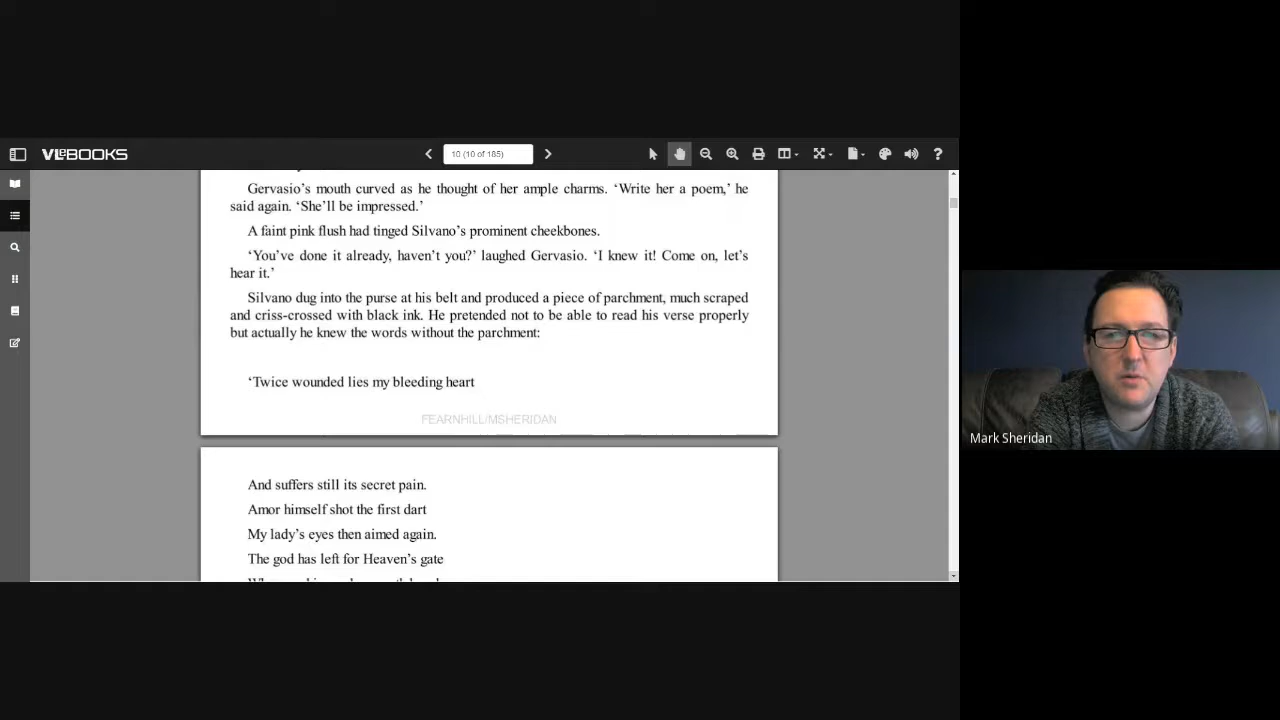 VLeBOOKS
10 (10 of 185)
Gervasio’s mouth curved as he thought of her ample charms. ‘Write her a poem,’ he
said again. ‘She’ll be impressed.’
A faint pink flush had tinged Silvano’s prominent cheekbones.
‘You’ve done it already, haven’t you?’ laughed Gervasio. ‘I knew it! Come on, let’s
hear it.’
Silvano dug into the purse at his belt and produced a piece of parchment, much scraped
and criss-crossed with black ink. He pretended not to be able to read his verse properly
but actually he knew the words without the parchment:
‘Twice wounded lies my bleeding heart
FEARNHILL/MSHERIDAN
And suffers still its secret pain.
Amor himself shot the first dart
My lady’s eyes then aimed again.
The god has left for Heaven’s gate
Mark Sheridan